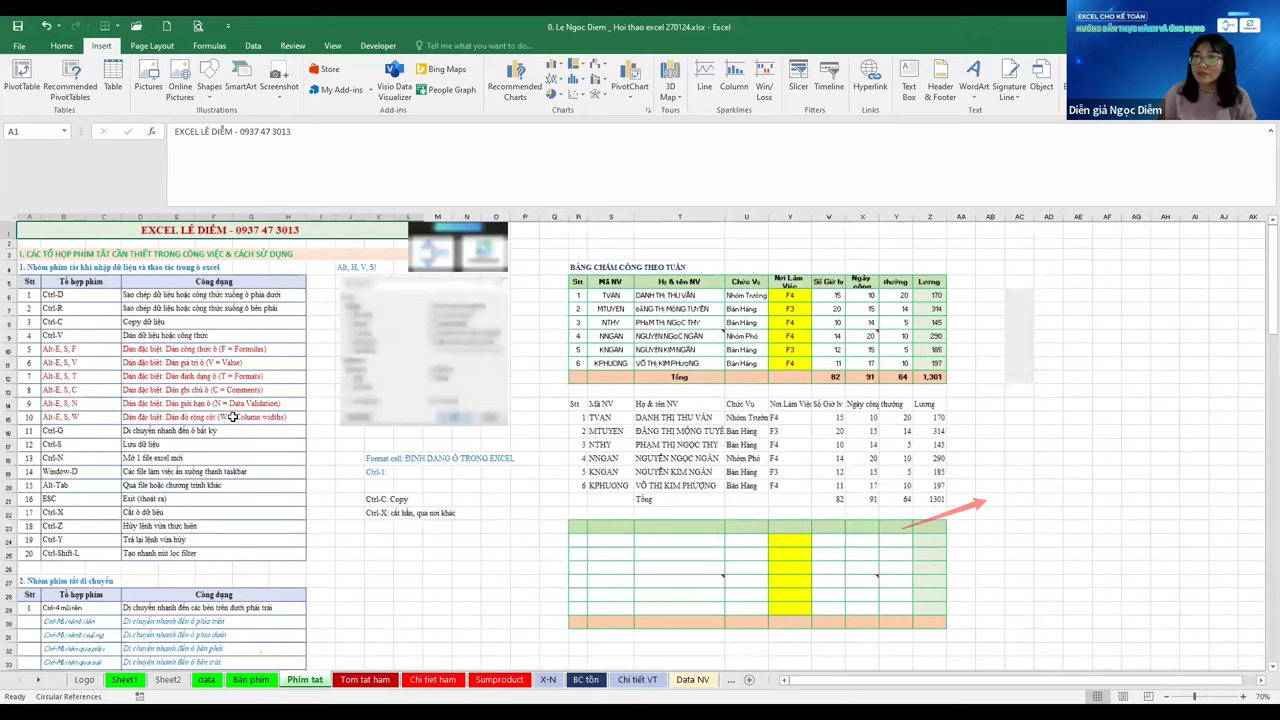 0. Le Ngoc Diem _ Hoi thao excel 270124.xlsx - Excel
EXCEL CHO KẾ TOÁN
HƯỚNG DẪN THỰC HÀNH VÀ ỨNG DỤNG
Diễn giả Ngọc Diễm
File Home Insert Page Layout Formulas Data Review View Developer Tell me what you want to do
PivotTable Recommended PivotTables Table Pictures Online Pictures Shapes SmartArt Screenshot Store My Add-ins Visio Data Visualizer Bing Maps People Graph Recommended Charts PivotChart 3D Map Line Column Win/Loss Slicer Timeline Hyperlink Text Box Header & Footer WordArt Signature Line Object
Tables Illustrations Add-ins Charts Tours Sparklines Filters Links Text
A1 EXCEL LÊ DIỄM - 0937 47 3013
A B C D E F G H I J K L M N O P Q R S T U V W X Y Z AA AB AC AD AE AF AG AH AI AJ AK
EXCEL LÊ DIỄM - 0937 47 3013
I. CÁC TỔ HỢP PHÍM TẮT CẦN THIẾT TRONG CÔNG VIỆC & CÁCH SỬ DỤNG
1. Nhóm phím tắt khi nhập dữ liệu và thao tác trong ô excel
Stt Tổ hợp phím Công dụng
1 Ctrl-D Sao chép dữ liệu hoặc công thức xuống ô phía dưới
2 Ctrl-R Sao chép dữ liệu hoặc công thức xuống ô bên phải
3 Ctrl-C Copy dữ liệu
4 Ctrl-V Dán dữ liệu hoặc công thức
5 Alt-E, S, F Dán đặc biệt: Dán công thức ô (F = Formulas)
6 Alt-E, S, V Dán đặc biệt: Dán giá trị ô (V = Value)
7 Alt-E, S, T Dán đặc biệt: Dán định dạng ô (T = Formats)
8 Alt-E, S, C Dán đặc biệt: Dán ghi chú ô (C = Comments)
9 Alt-E, S, N Dán đặc biệt: Dán giới hạn ô (N = Data Validation)
10 Alt-E, S, W Dán đặc biệt: Dán độ rộng cột (W= Column widths)
11 Ctrl-G Di chuyển nhanh đến ô bất kỳ
12 Ctrl-S Lưu dữ liệu
13 Ctrl-N Mở 1 file excel mới
14 Window-D Các file làm việc ẩn xuống thanh taskbar
15 Alt-Tab Qua file hoặc chương trình khác
16 ESC Exit (thoát ra)
17 Ctrl-X Cắt ô dữ liệu
18 Ctrl-Z Hủy lệnh vừa thực hiện
19 Ctrl-Y Trả lại lệnh vừa hủy
20 Ctrl-Shift-L Tạo nhanh nút lọc filter
2. Nhóm phím tắt di chuyển
Stt Tổ hợp phím Công dụng
1 Ctrl-4 mũi tên Di chuyển nhanh đến các bên trên dưới phải trái
Ctrl-Mũi tên đi lên Di chuyển nhanh đến ô phía trên
Ctrl-Mũi tên đi xuống Di chuyển nhanh đến ô phía dưới
Ctrl-Mũi tên qua phải Di chuyển nhanh đến ô bên phải
Ctrl-Mũi tên qua trái Di chuyển nhanh đến ô bên trái
Alt, H, V, S!
Format cell: ĐỊNH DẠNG Ô TRONG EXCEL
Ctrl-1:
Ctrl-C: Copy
Ctrl-X: cắt hẳn, qua nơi khác
BẢNG CHẤM CÔNG THEO TUẦN
Stt Mã NV Họ & tên NV Chức Vụ Nơi Làm Việc Số Giờ lv Ngày công thưởng Lương
1 TVAN DANH THỊ THU VÂN Nhóm Trưởng F4 15 10 20 170
2 MTUYEN ĐẶNG THỊ MỘNG TUYỀN Bán Hàng F3 20 15 14 314
3 NTHY PHẠM THỊ NGỌC THY Bán Hàng F4 10 14 5 145
4 NNGAN NGUYỄN NGỌC NGÂN Nhóm Phó F4 14 20 10 290
5 KNGAN NGUYỄN KIM NGÂN Bán Hàng F3 12 15 5 185
6 KPHUONG VÕ THỊ KIM PHƯỢNG Bán Hàng F4 11 17 10 197
Tổng 82 91 64 1,301
Stt Mã NV Họ & tên NV Chức Vụ Nơi Làm Việc Số Giờ lv Ngày công thưởng Lương
1 TVAN DANH THỊ THU VÂN Nhóm Trưởn F4 15 10 20 170
2 MTUYEN ĐẶNG THỊ MỘNG TUYỀ Bán Hàng F3 20 15 14 314
3 NTHY PHẠM THỊ NGỌC THY Bán Hàng F4 10 14 5 145
4 NNGAN NGUYỄN NGỌC NGÂN Nhóm Phó F4 14 20 10 290
5 KNGAN NGUYỄN KIM NGÂN Bán Hàng F3 12 15 5 185
6 KPHUONG VÕ THỊ KIM PHƯỢNG Bán Hàng F4 11 17 10 197
Tổng 82 91 64 1301
Logo Sheet1 Sheet2 data Bàn phím Phim tat Tom tat ham Chi tiet ham Sumproduct X-N BC tồn Chi tiết VT Data NV ...
Ready Circular References 70%